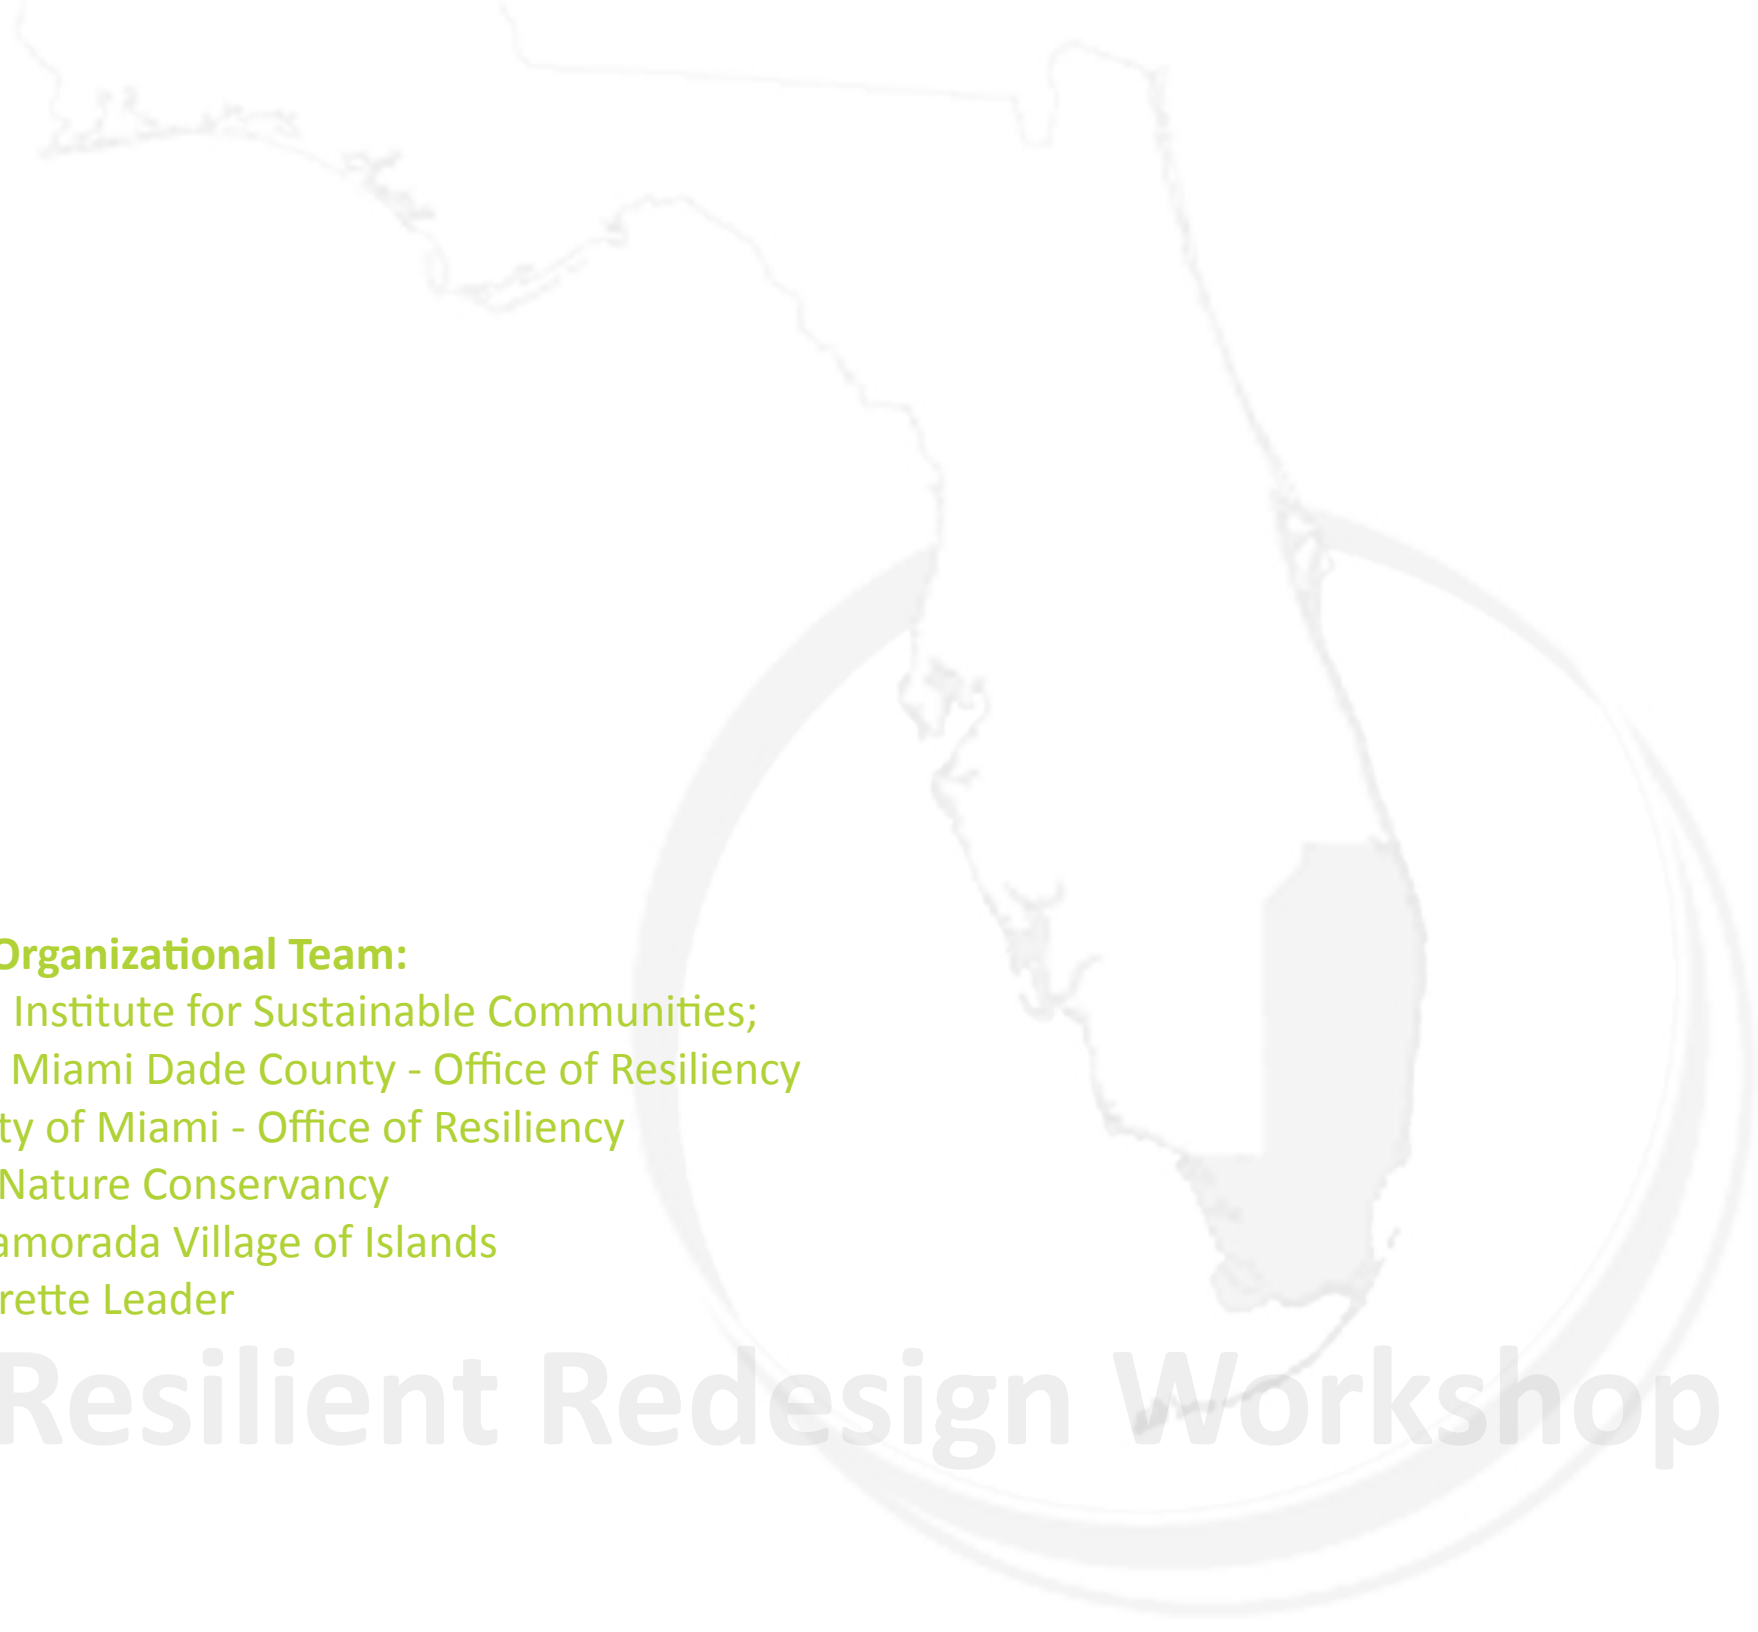 Organizational Team:
Institute for Sustainable Communities;
Miami Dade County - Office of Resiliency
ty of Miami - Office of Resiliency
Nature Conservancy
amorada Village of Islands
rette Leader
Resilient Redesign Workshop